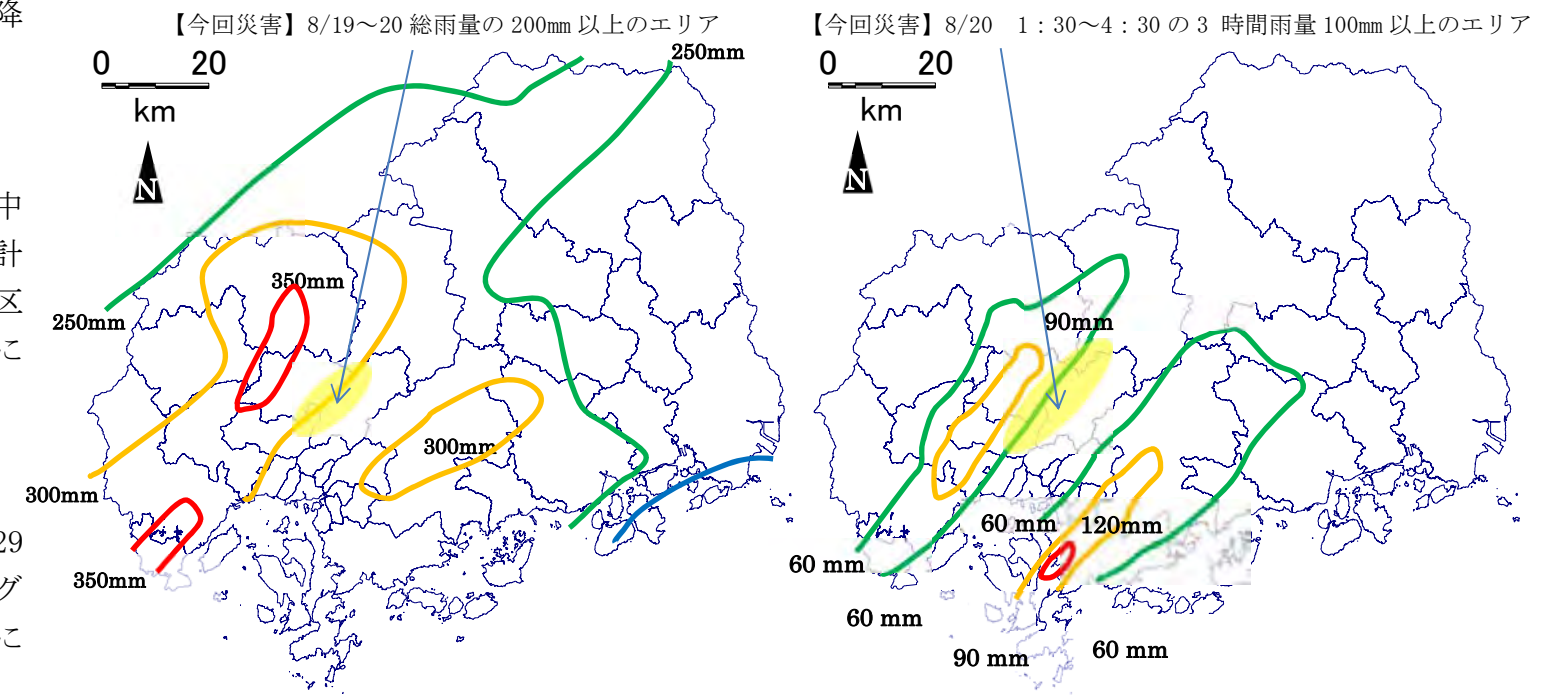 降
中
計
区
こ
29
グ
こ
【今回災害】8/19～20 総雨量の 200㎜ 以上のエリア
0 20
km
N
250mm
350mm
250mm
300mm
300mm
350mm
【今回災害】8/20　1：30～4：30 の 3 時間雨量 100㎜ 以上のエリア
0 20
km
N
90mm
60 mm
120mm
60 mm
60 mm
90 mm
60 mm